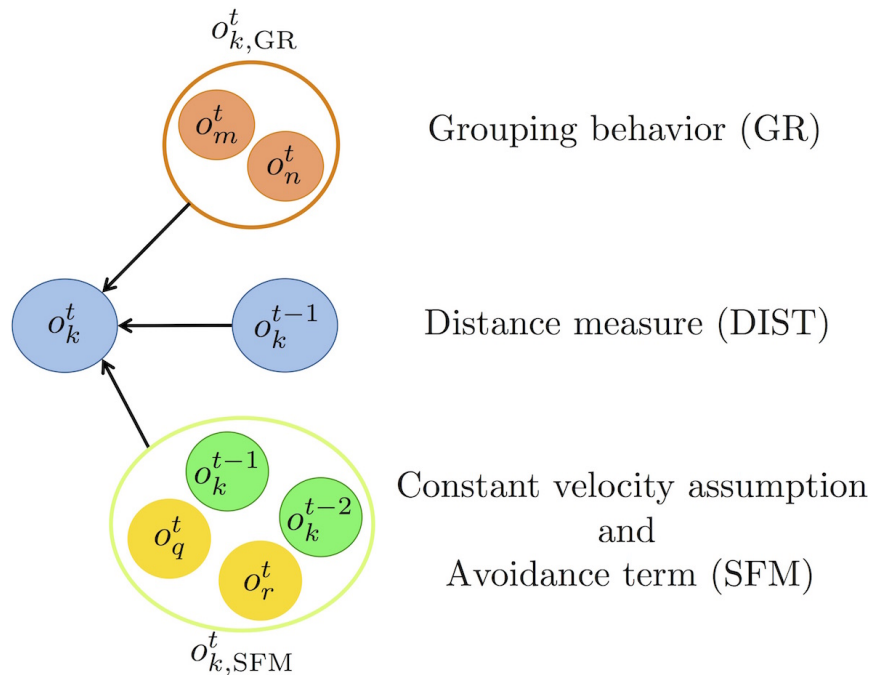 o^t_{k,GR}
o^t_m
o^t_n
Grouping behavior (GR)
o^t_k
o^{t-1}_k
Distance measure (DIST)
o^{t-1}_k
o^{t-2}_k
o^t_q
o^t_r
Constant velocity assumption
and
Avoidance term (SFM)
o^t_{k,SFM}